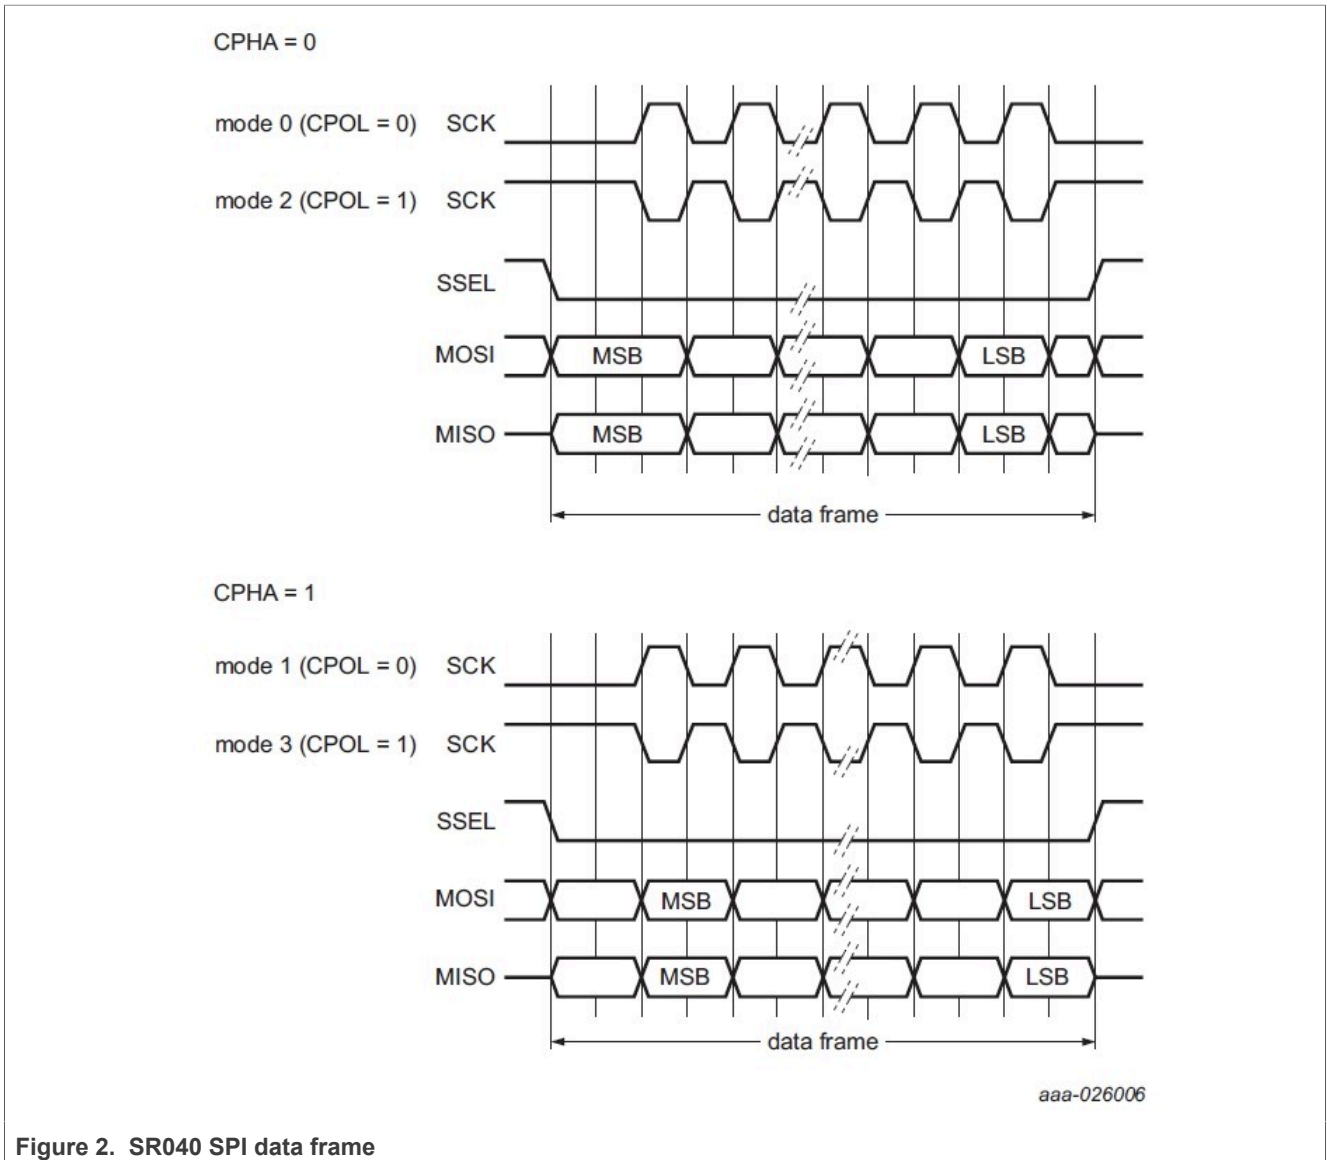 CPHA = 0
mode 0 (CPOL = 0) SCK
mode 2 (CPOL = 1) SCK
SSEL
MOSI MSB LSB
MISO MSB LSB
data frame
CPHA = 1
mode 1 (CPOL = 0) SCK
mode 3 (CPOL = 1) SCK
SSEL
MOSI MSB LSB
MISO MSB LSB
data frame
aaa-026006
Figure 2. SR040 SPI data frame